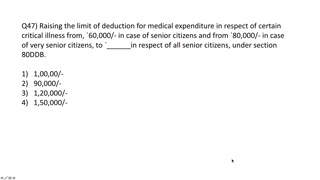 Q47) Raising the limit of deduction for medical expenditure in respect of certain
critical illness from, `60,000/- in case of senior citizens and from `80,000/- in case
of very senior citizens, to `______in respect of all senior citizens, under section
80DDB.
1) 1,00,00/-
2) 90,000/-
3) 1,20,000/-
4) 1,50,000/-